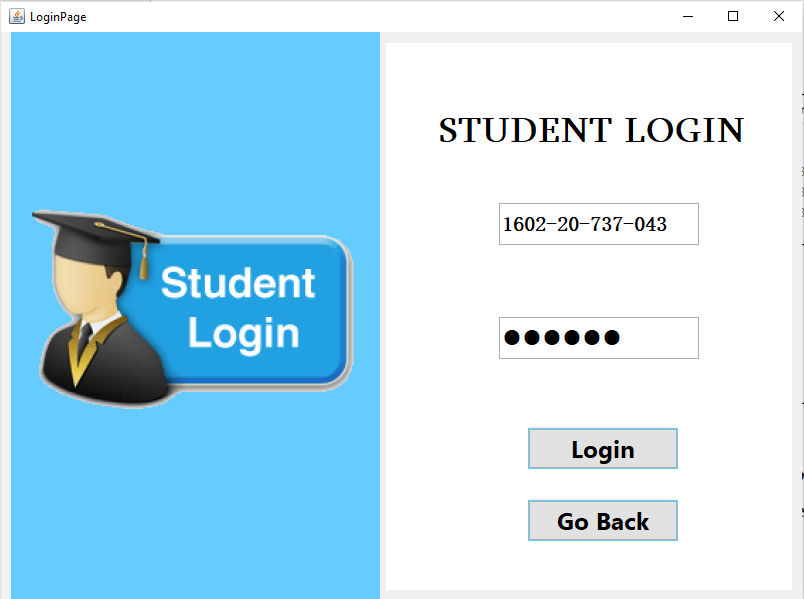 LoginPage
Student
Login
STUDENT LOGIN
1602-20-737-043
●●●●●●
Login
Go Back